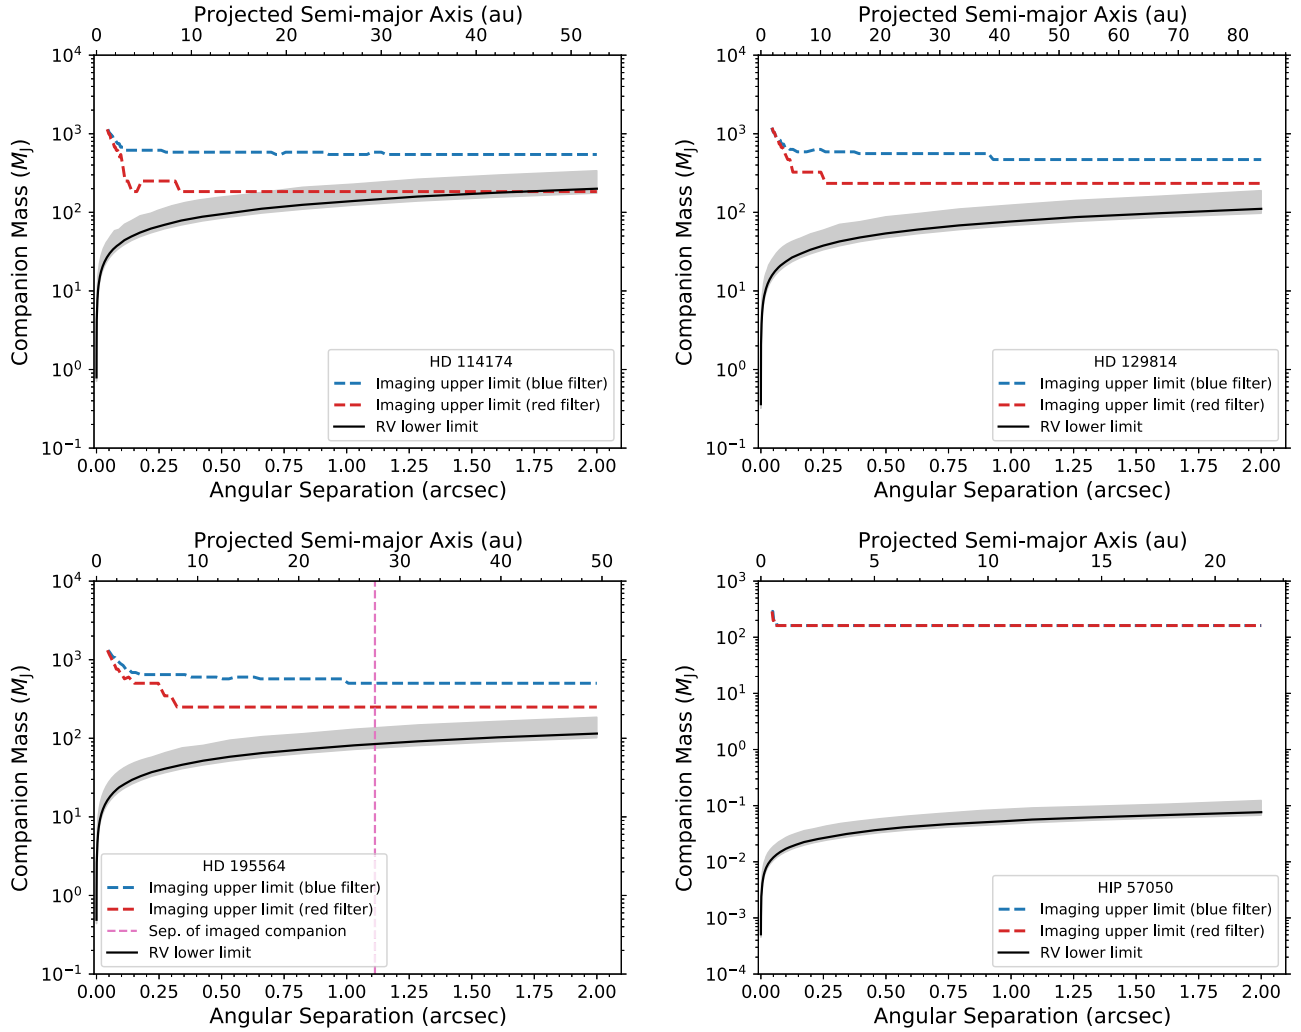 Projected Semi-major Axis (au)
0 10 20 30 40 50
Companion Mass (M_J)
10^4
10^3
10^2
10^1
10^0
10^-1
HD 114174
Imaging upper limit (blue filter)
Imaging upper limit (red filter)
RV lower limit
0.00 0.25 0.50 0.75 1.00 1.25 1.50 1.75 2.00
Angular Separation (arcsec)
Projected Semi-major Axis (au)
0 10 20 30 40 50 60 70 80
Companion Mass (M_J)
10^4
10^3
10^2
10^1
10^0
10^-1
HD 129814
Imaging upper limit (blue filter)
Imaging upper limit (red filter)
RV lower limit
0.00 0.25 0.50 0.75 1.00 1.25 1.50 1.75 2.00
Angular Separation (arcsec)
Projected Semi-major Axis (au)
0 10 20 30 40 50
Companion Mass (M_J)
10^4
10^3
10^2
10^1
10^0
10^-1
HD 195564
Imaging upper limit (blue filter)
Imaging upper limit (red filter)
Sep. of imaged companion
RV lower limit
0.00 0.25 0.50 0.75 1.00 1.25 1.50 1.75 2.00
Angular Separation (arcsec)
Projected Semi-major Axis (au)
0 5 10 15 20
Companion Mass (M_J)
10^3
10^2
10^1
10^0
10^-1
10^-2
10^-3
10^-4
HIP 57050
Imaging upper limit (blue filter)
Imaging upper limit (red filter)
RV lower limit
0.00 0.25 0.50 0.75 1.00 1.25 1.50 1.75 2.00
Angular Separation (arcsec)